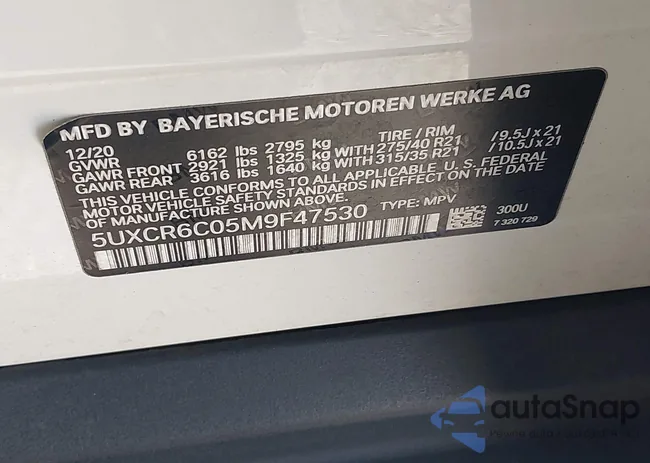 MFD BY BAYERISCHE MOTOREN WERKE AG
12/20 TIRE / RIM
GVWR 6162 lbs 2795 kg
GAWR FRONT 2921 lbs 1325 kg WITH 275/40 R21 / 9.5J x 21
GAWR REAR 3616 lbs 1640 kg WITH 315/35 R21 / 10.5J x 21
THIS VEHICLE CONFORMS TO ALL APPLICABLE U. S. FEDERAL
MOTOR VEHICLE SAFETY STANDARDS IN EFFECT ON THE DATE
OF MANUFACTURE SHOWN ABOVE.
5UXCR6C05M9F47530 TYPE: MPV 300U
7 320 729
autaSnap